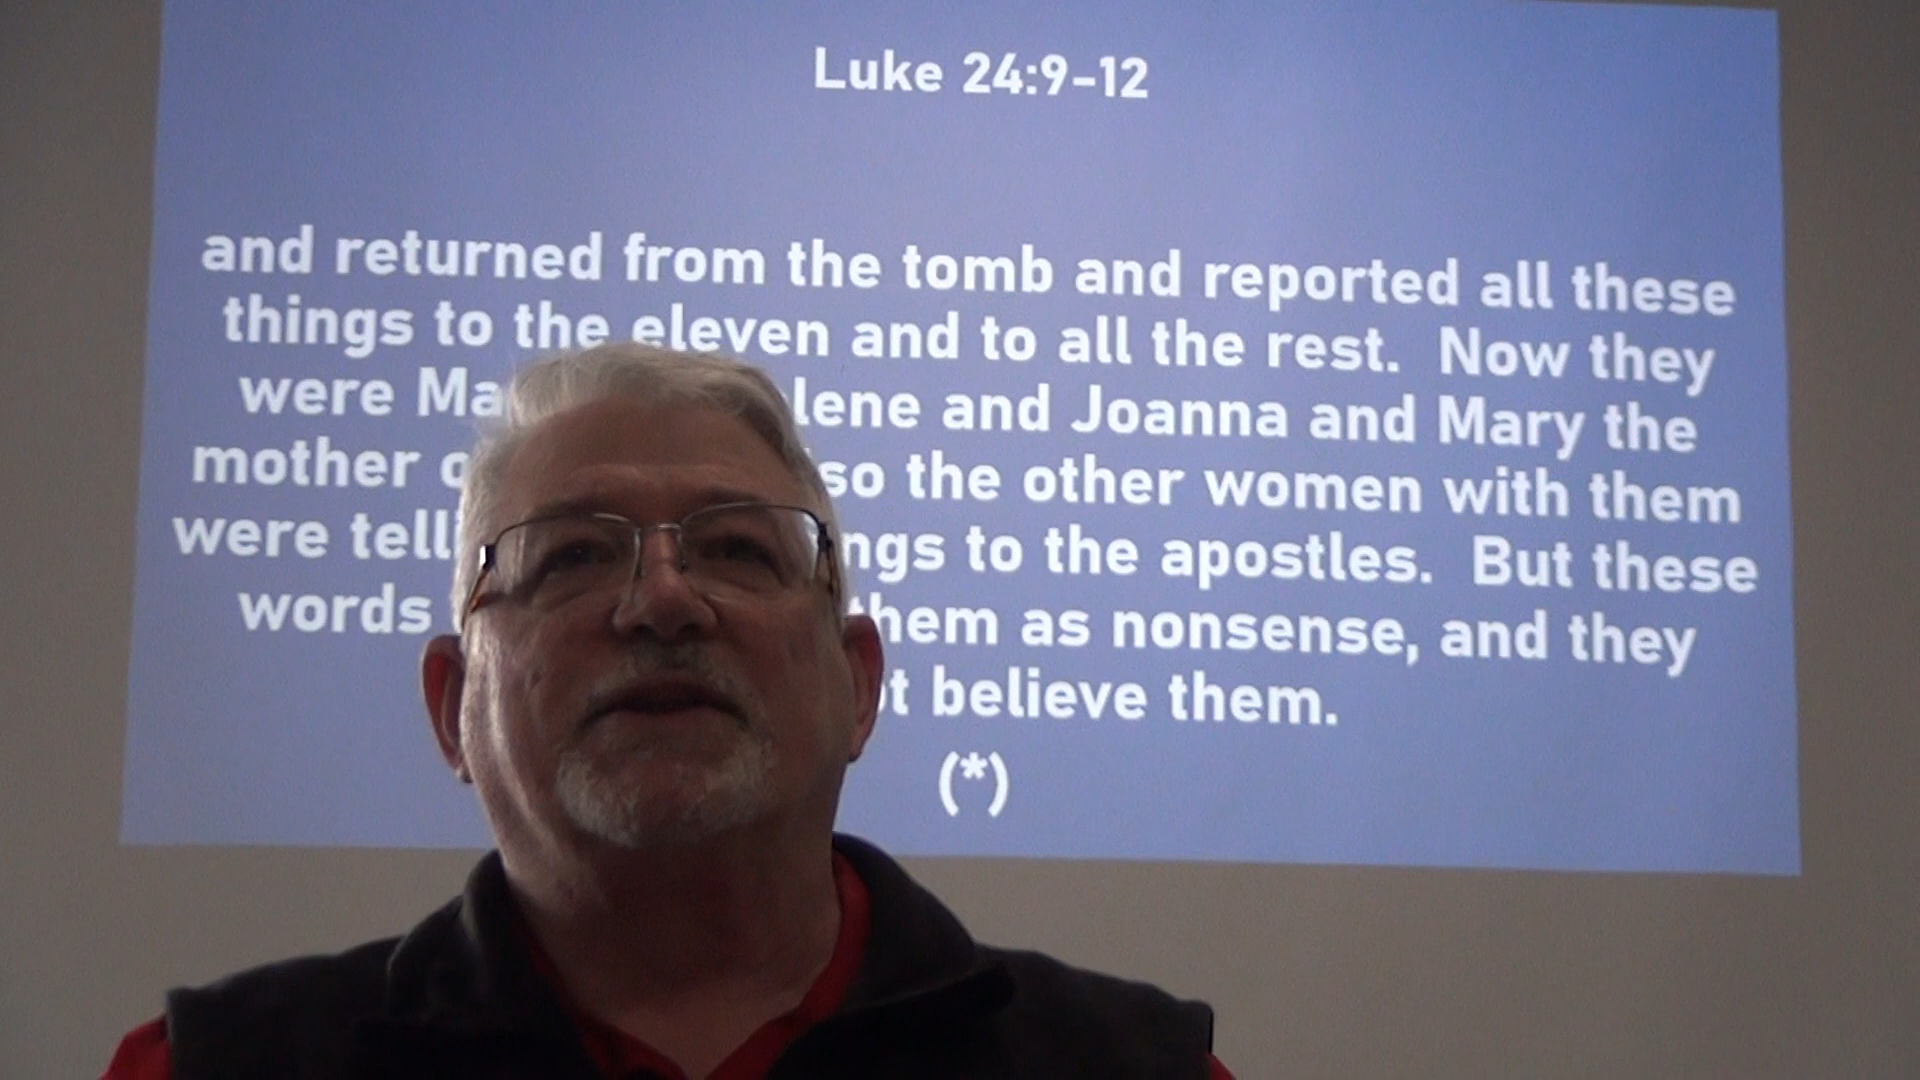 Luke 24:9-12
and returned from the tomb and reported all these
things to the eleven and to all the rest. Now they
were lene and Joanna and Mary the
mother so the other women with them
were ngs to the apostles. But these
words them as nonsense, and they
believe them.
(*)